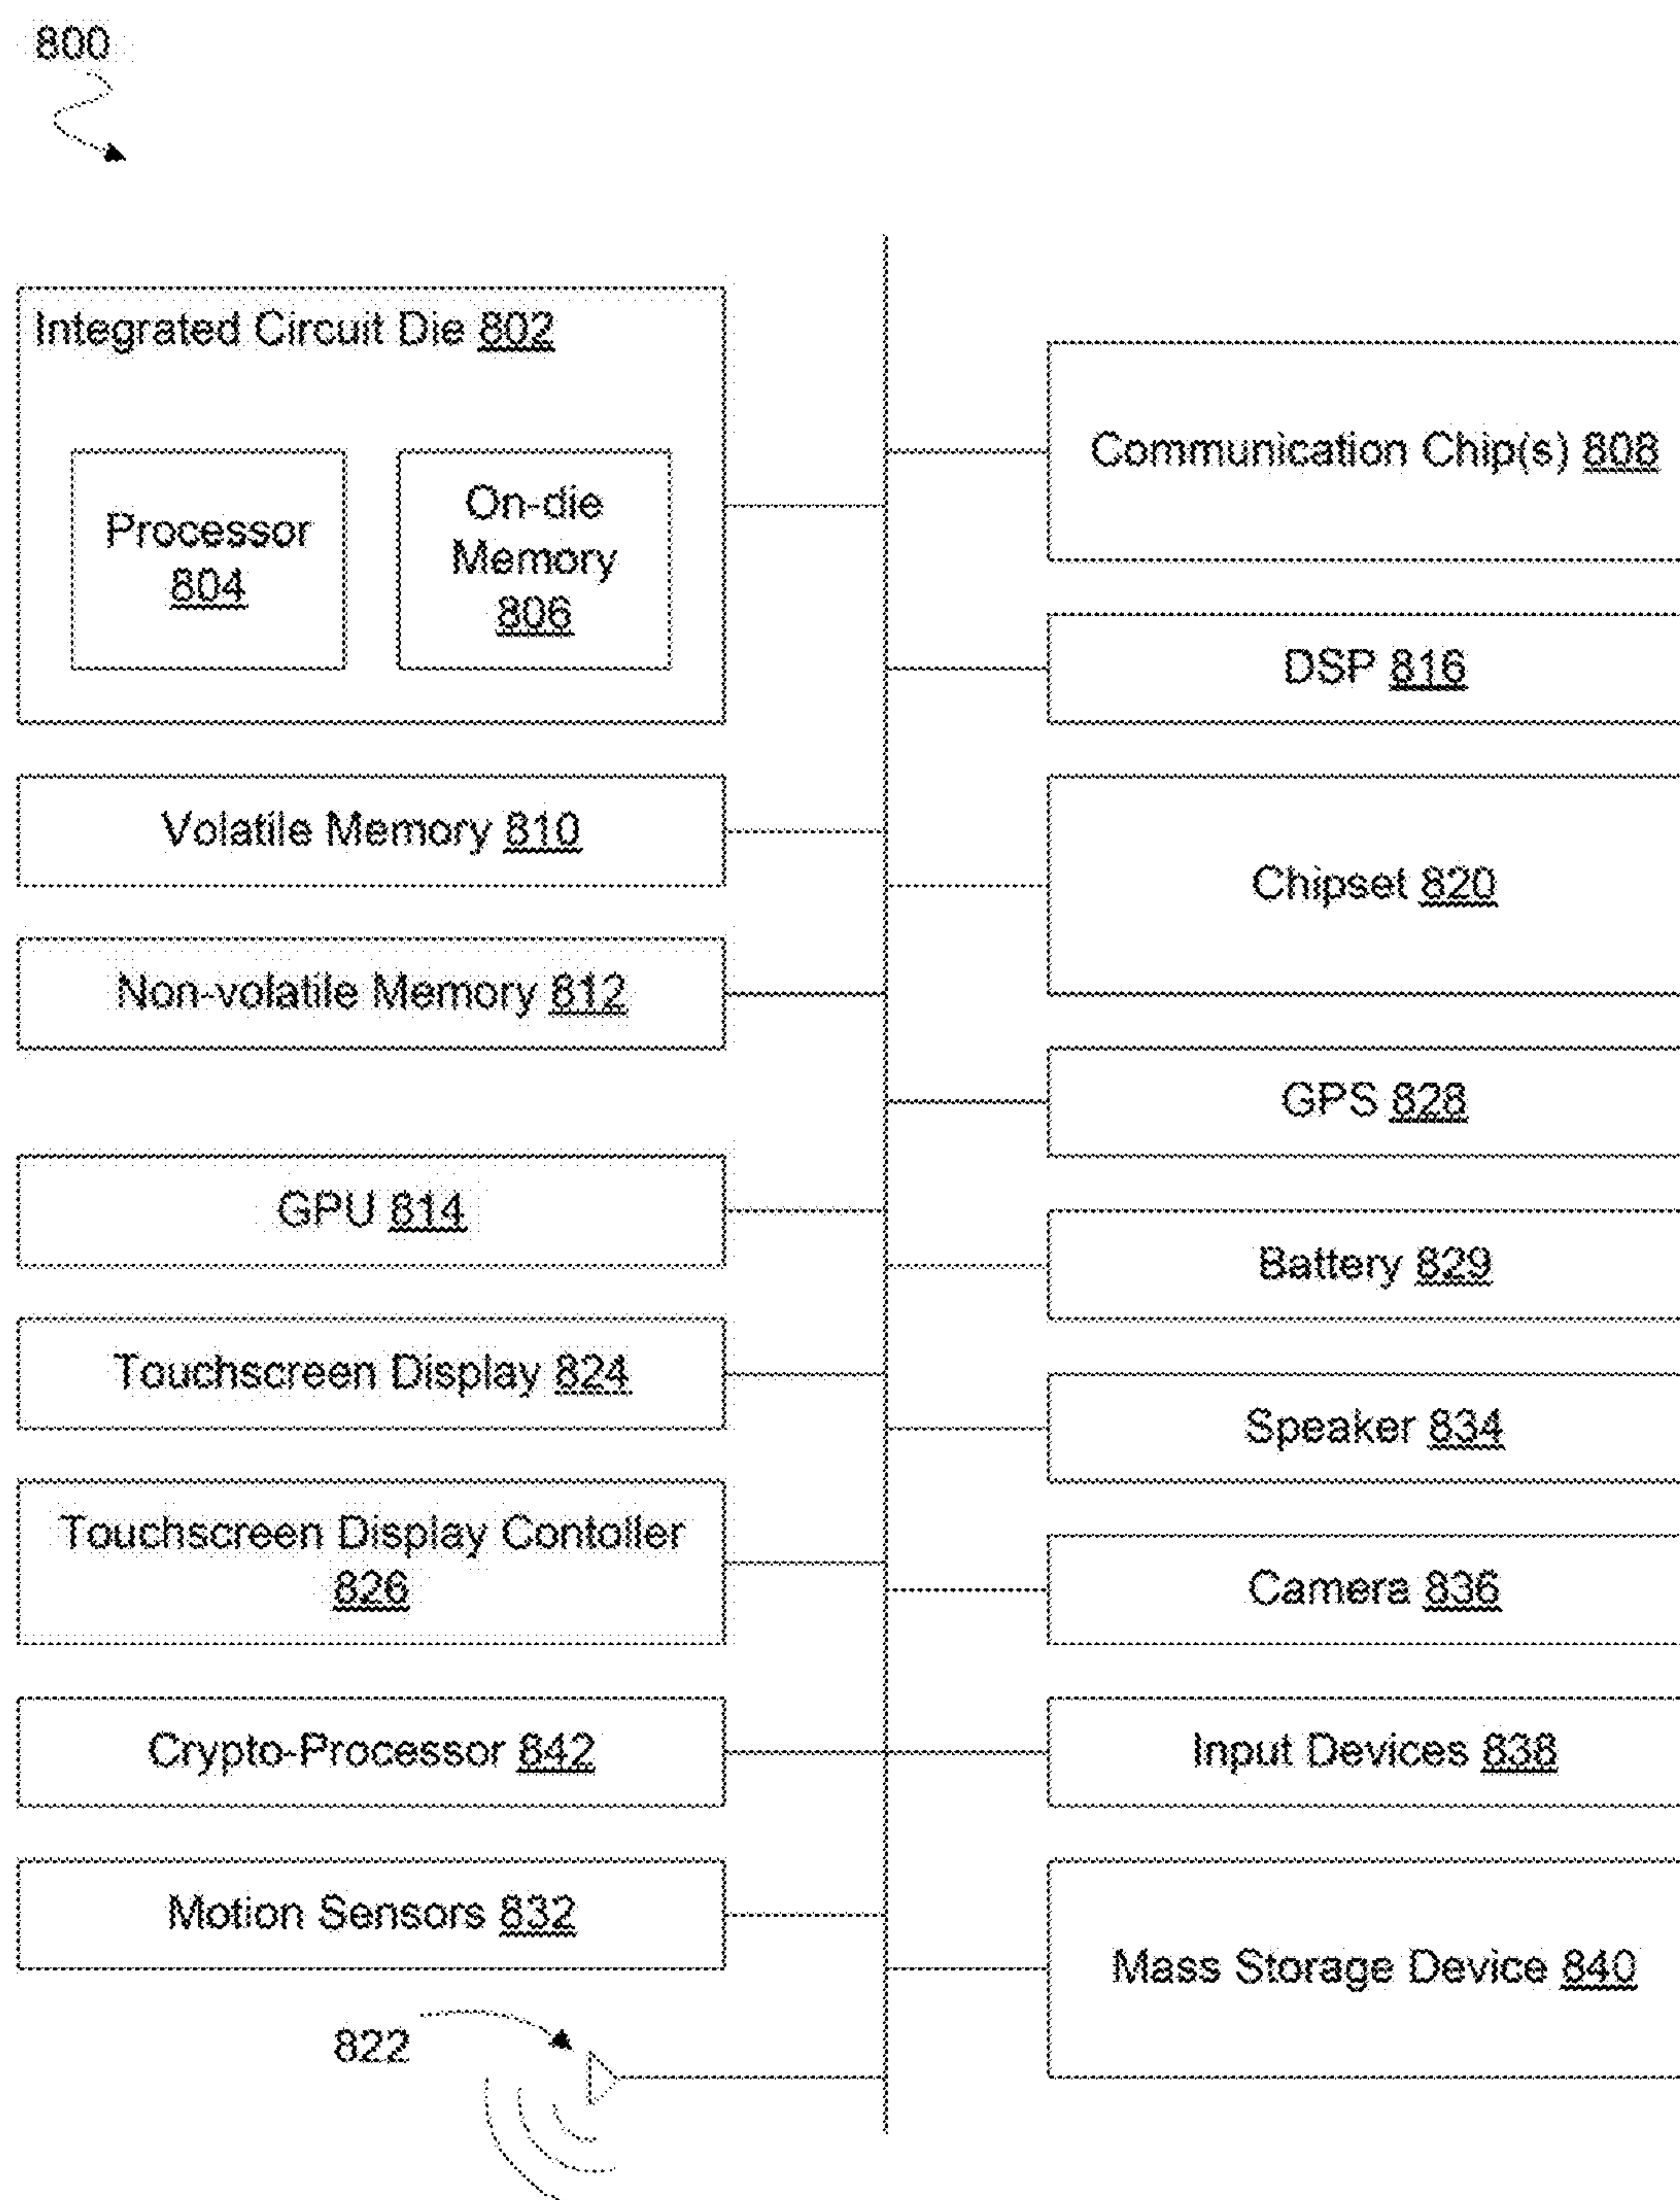 800
Integrated Circuit Die 802
Processor
804
On-die
Memory
806
Volatile Memory 810
Non-volatile Memory 812
GPU 814
Touchscreen Display 824
Touchscreen Display Contoller
826
Crypto-Processor 842
Motion Sensors 832
822
Communication Chip(s) 808
DSP 816
Chipset 820
GPS 828
Battery 829
Speaker 834
Camera 836
Input Devices 838
Mass Storage Device 840